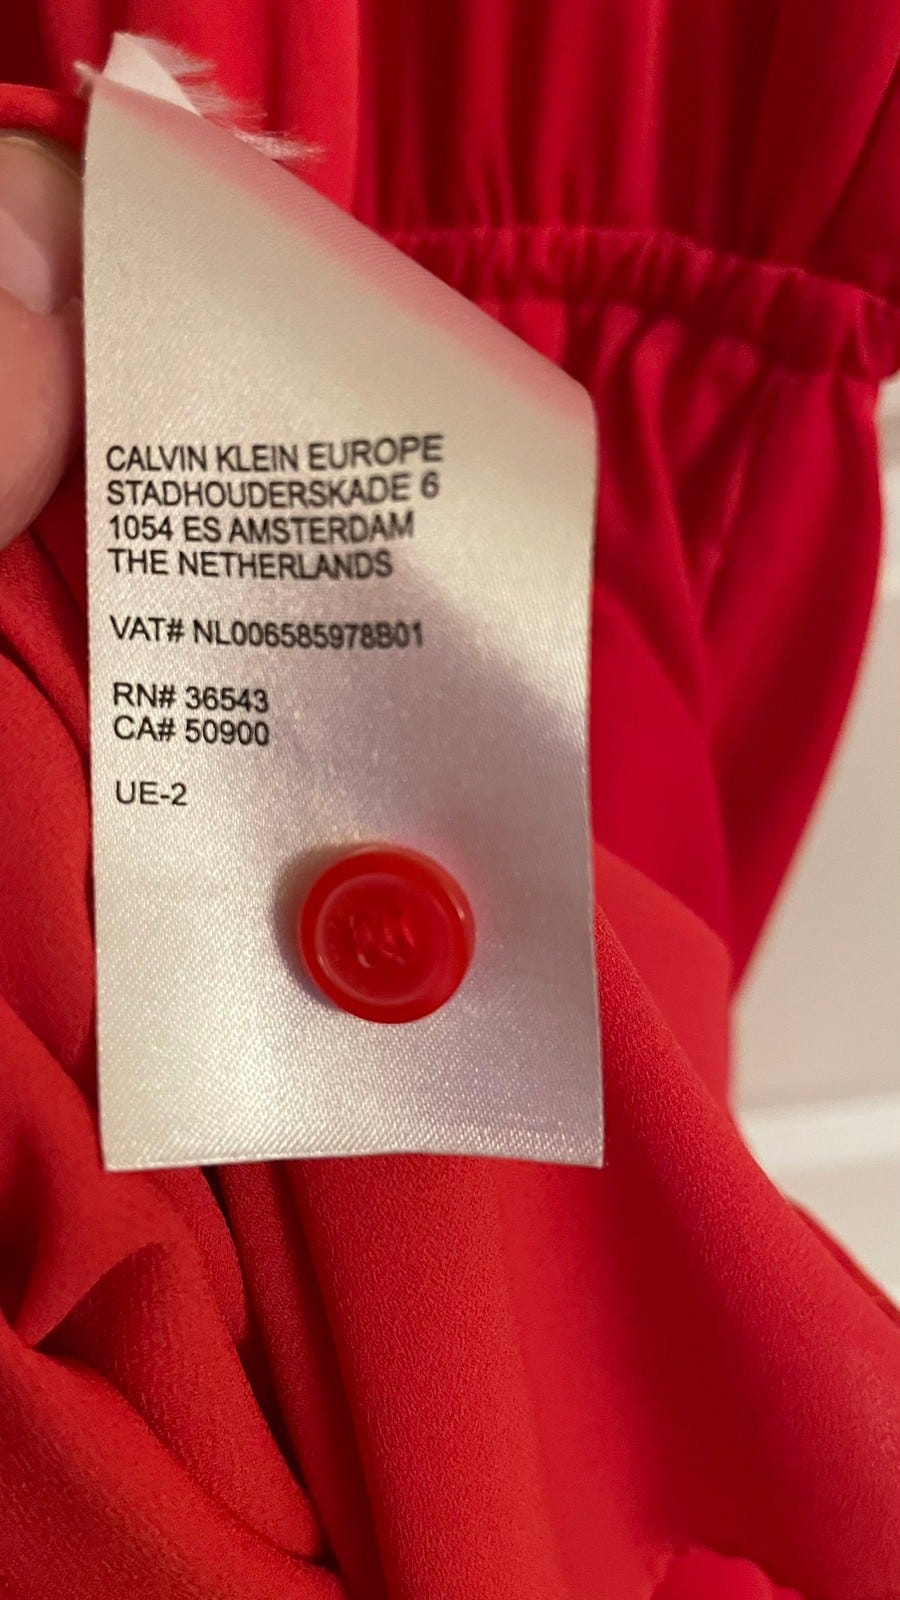 CALVIN KLEIN EUROPE
STADHOUDERSKADE 6
1054 ES AMSTERDAM
THE NETHERLANDS
VAT# NL006585978B01
RN# 36543
CA# 50900
UE-2